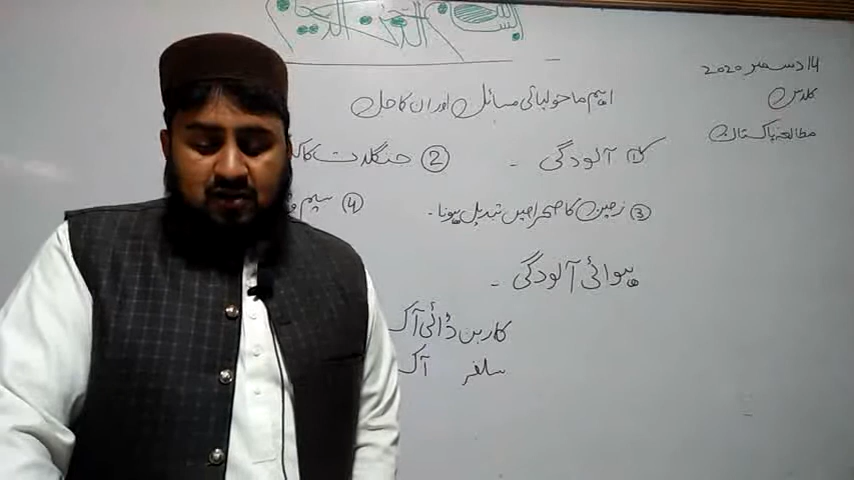 بسم اللہ الرحمن الرحیم
14 دسمبر 2020
کلاس
مطالعہ پاکستان
اہم ماحولیاتی مسائل اور ان کا حل
① آلودگی -
② جنگلات کا
③ زمین کا صحرا میں تبدیل ہونا -
④ سیم و
ہوائی آلودگی -
کاربن ڈائی آک
سلفر آک